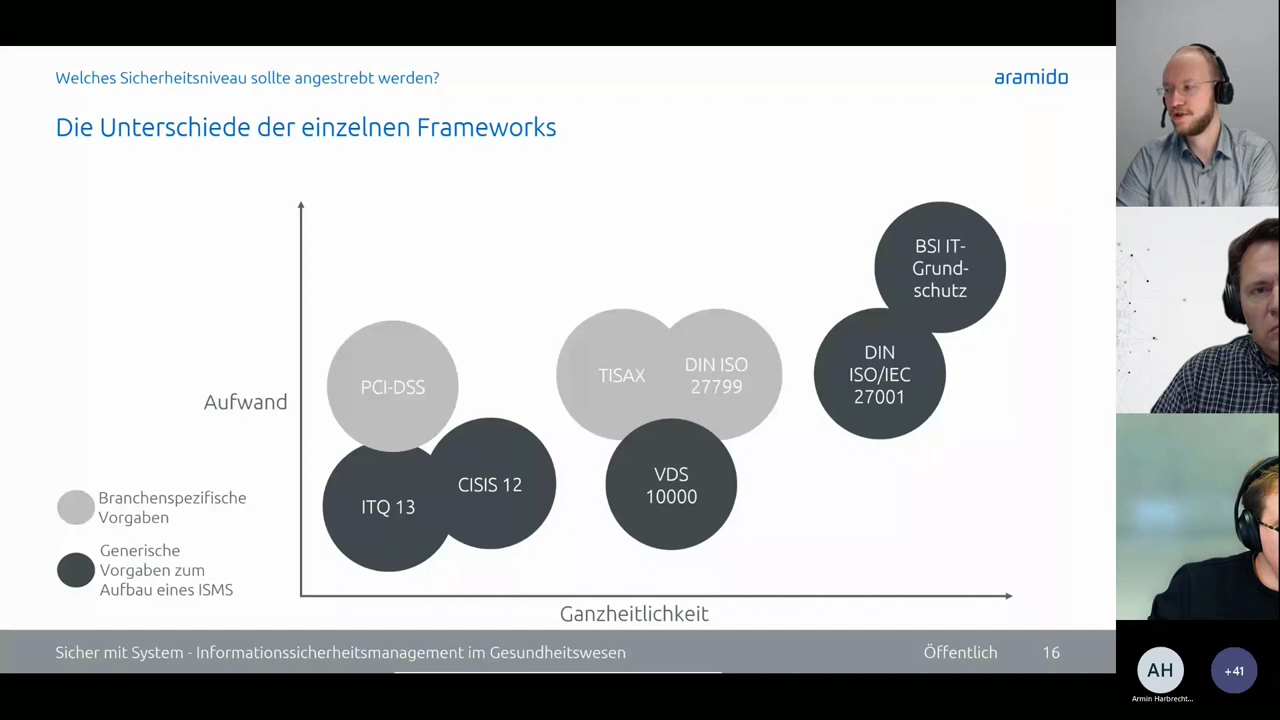 Welches Sicherheitsniveau sollte angestrebt werden?
aramido
Die Unterschiede der einzelnen Frameworks
BSI IT-
Grund-
schutz
DIN
ISO/IEC
27001
TISAX
DIN ISO
27799
PCI-DSS
Aufwand
VDS
10000
CISIS 12
ITQ 13
Branchenspezifische
Vorgaben
Generische
Vorgaben zum
Aufbau eines ISMS
Ganzheitlichkeit
Sicher mit System - Informationssicherheitsmanagement im Gesundheitswesen
Öffentlich
16
AH
+41
Armin Harbrecht...